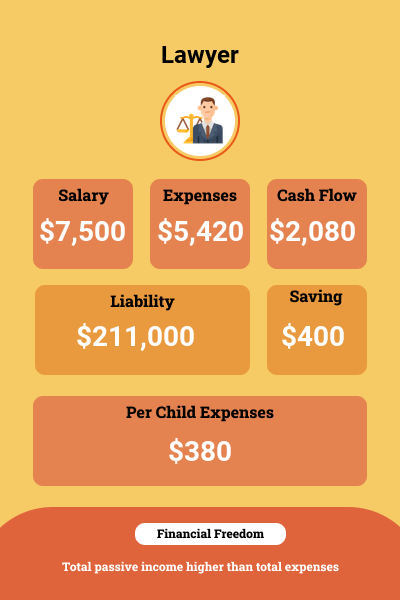 Lawyer
Salary
Expenses
Cash Flow
$7,500
$5,420
$2,080
Liability
Saving
$211,000
$400
Per Child Expenses
$380
Financial Freedom
Total passive income higher than total expenses